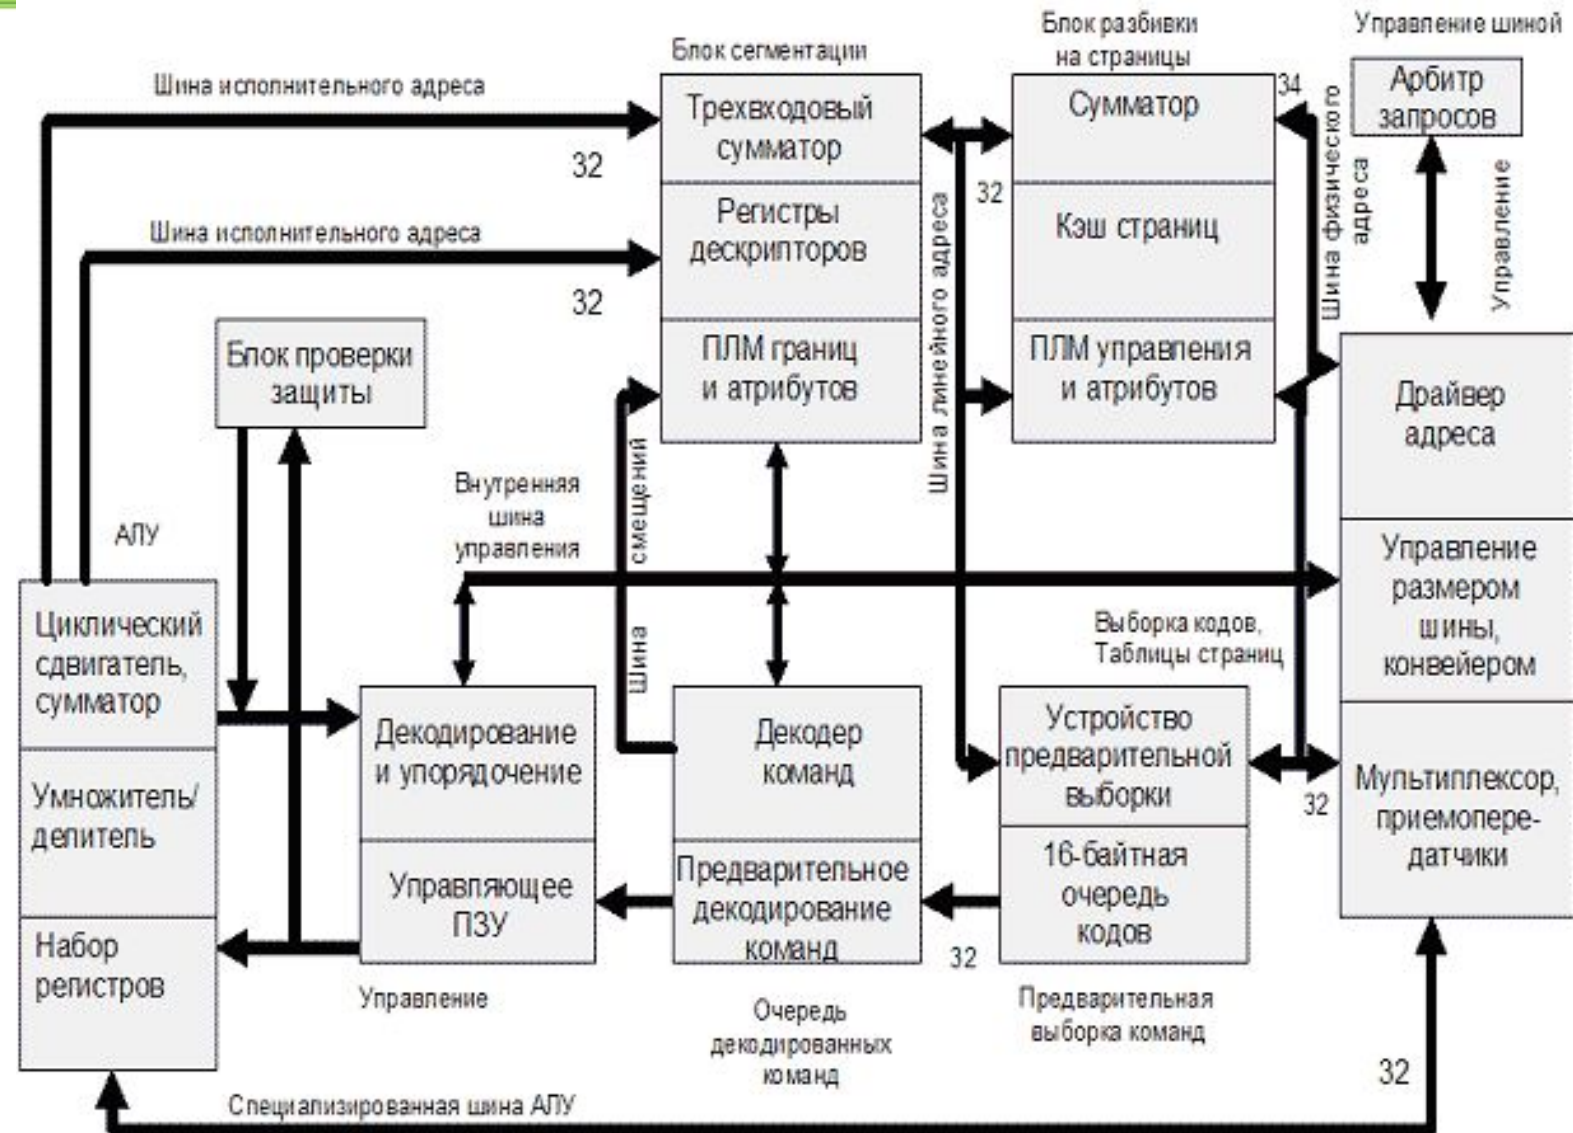 Блок сегментации
Блок разбивки
на страницы
Управление шиной
Шина исполнительного адреса
32
Трехвходовый
сумматор
Регистры
дескрипторов
ПЛМ границ
и атрибутов
Шина исполнительного адреса
32
Шина линейного адреса
32
Сумматор
Кэш страниц
ПЛМ управления
и атрибутов
34
Шина физического
адреса
Арбитр
запросов
Управление
Блок проверки
защиты
АЛУ
Внутренняя
шина
управления
Шина смещений
Драйвер
адреса
Управление
размером
шины,
конвейером
Мультиплексор,
приемопере-
датчики
Выборка кодов,
Таблицы страниц
Циклический
сдвигатель,
сумматор
Умножитель/
делитель
Набор
регистров
Декодирование
и упорядочение
Управляющее
ПЗУ
Управление
Декодер
команд
Предварительное
декодирование
команд
Очередь
декодированных
команд
32
Устройство
предварительной
выборки
16-байтная
очередь
кодов
Предварительная
выборка команд
32
32
Специализированная шина АЛУ